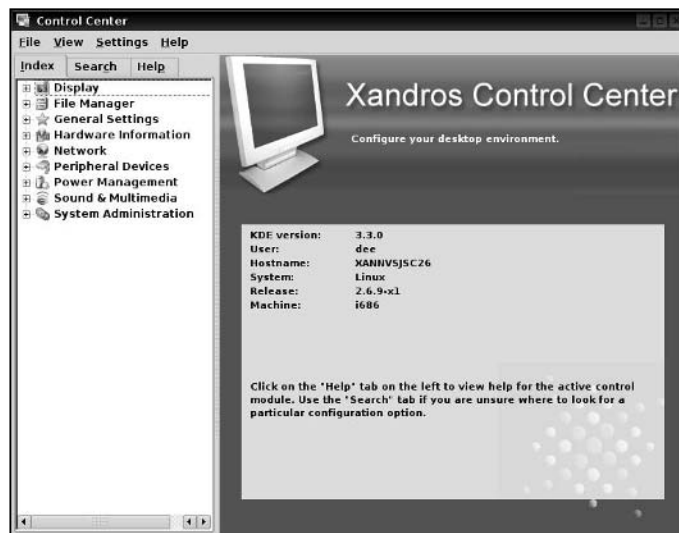 Control Center
File View Settings Help
Index Search Help
Display
File Manager
General Settings
Hardware Information
Network
Peripheral Devices
Power Management
Sound & Multimedia
System Administration
Xandros Control Center
Configure your desktop environment.
KDE version: 3.3.0
User: dee
Hostname: XANNVSJSC26
System: Linux
Release: 2.6.9-x1
Machine: i686
Click on the "Help" tab on the left to view help for the active control
module. Use the "Search" tab if you are unsure where to look for a
particular configuration option.